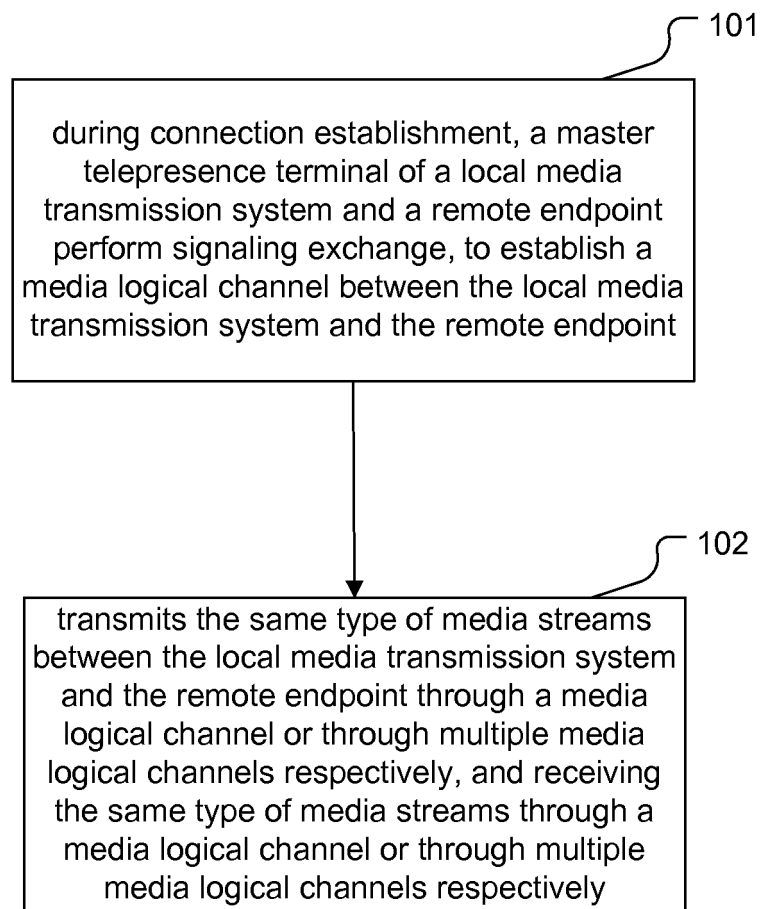 101
during connection establishment, a master
telepresence terminal of a local media
transmission system and a remote endpoint
perform signaling exchange, to establish a
media logical channel between the local media
transmission system and the remote endpoint
102
transmits the same type of media streams
between the local media transmission system
and the remote endpoint through a media
logical channel or through multiple media
logical channels respectively, and receiving
the same type of media streams through a
media logical channel or through multiple
media logical channels respectively